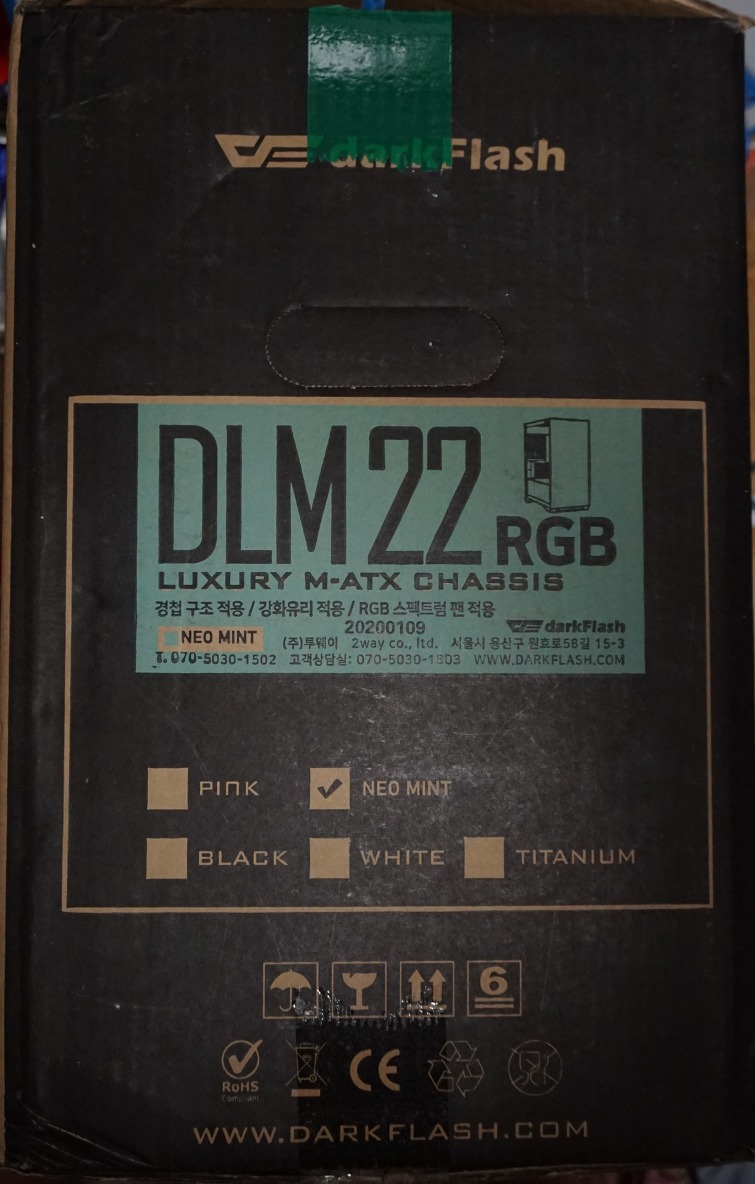 darkFlash
DLM 22 RGB
LUXURY M-ATX CHASSIS
경첩 구조 적용 / 강화유리 적용 / RGB 스펙트럼 팬 적용
20200109 darkFlash
NEO MINT (주)투웨이 2way co., ltd. 서울시 용산구 원효로58길 15-3
T. 070-5030-1502 고객상담실: 070-5030-1503 WWW.DARKFLASH.COM
PINK NEO MINT
BLACK WHITE TITANIUM
6
RoHS CE
Compliant
WWW.DARKFLASH.COM